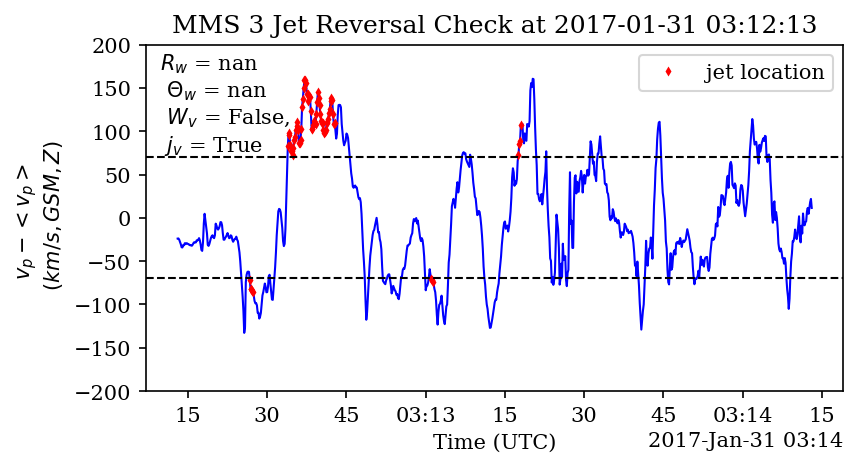 MMS 3 Jet Reversal Check at 2017-01-31 03:12:13
R_w = nan
Θ_w = nan
W_v = False,
j_v = True
jet location
v_p − < v_p >
(km/s, GSM, Z)
200
150
100
50
0
−50
−100
−150
−200
15 30 45 03:13 15 30 45 03:14 15
Time (UTC)
2017-Jan-31 03:14